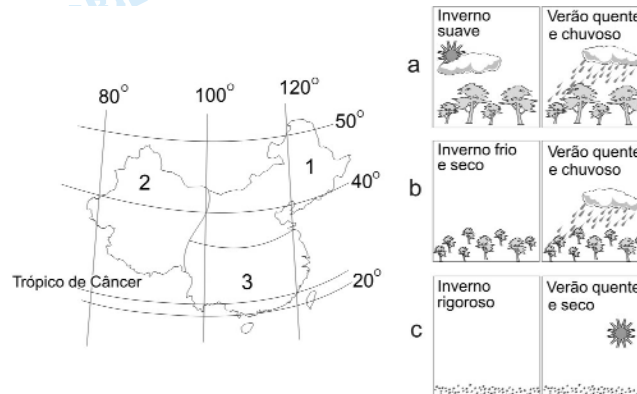 80°
100°
120°
50°
40°
20°
1
2
3
Trópico de Câncer
a
Inverno
suave
Verão quente
e chuvoso
b
Inverno frio
e seco
Verão quente
e chuvoso
c
Inverno
rigoroso
Verão quente
e seco